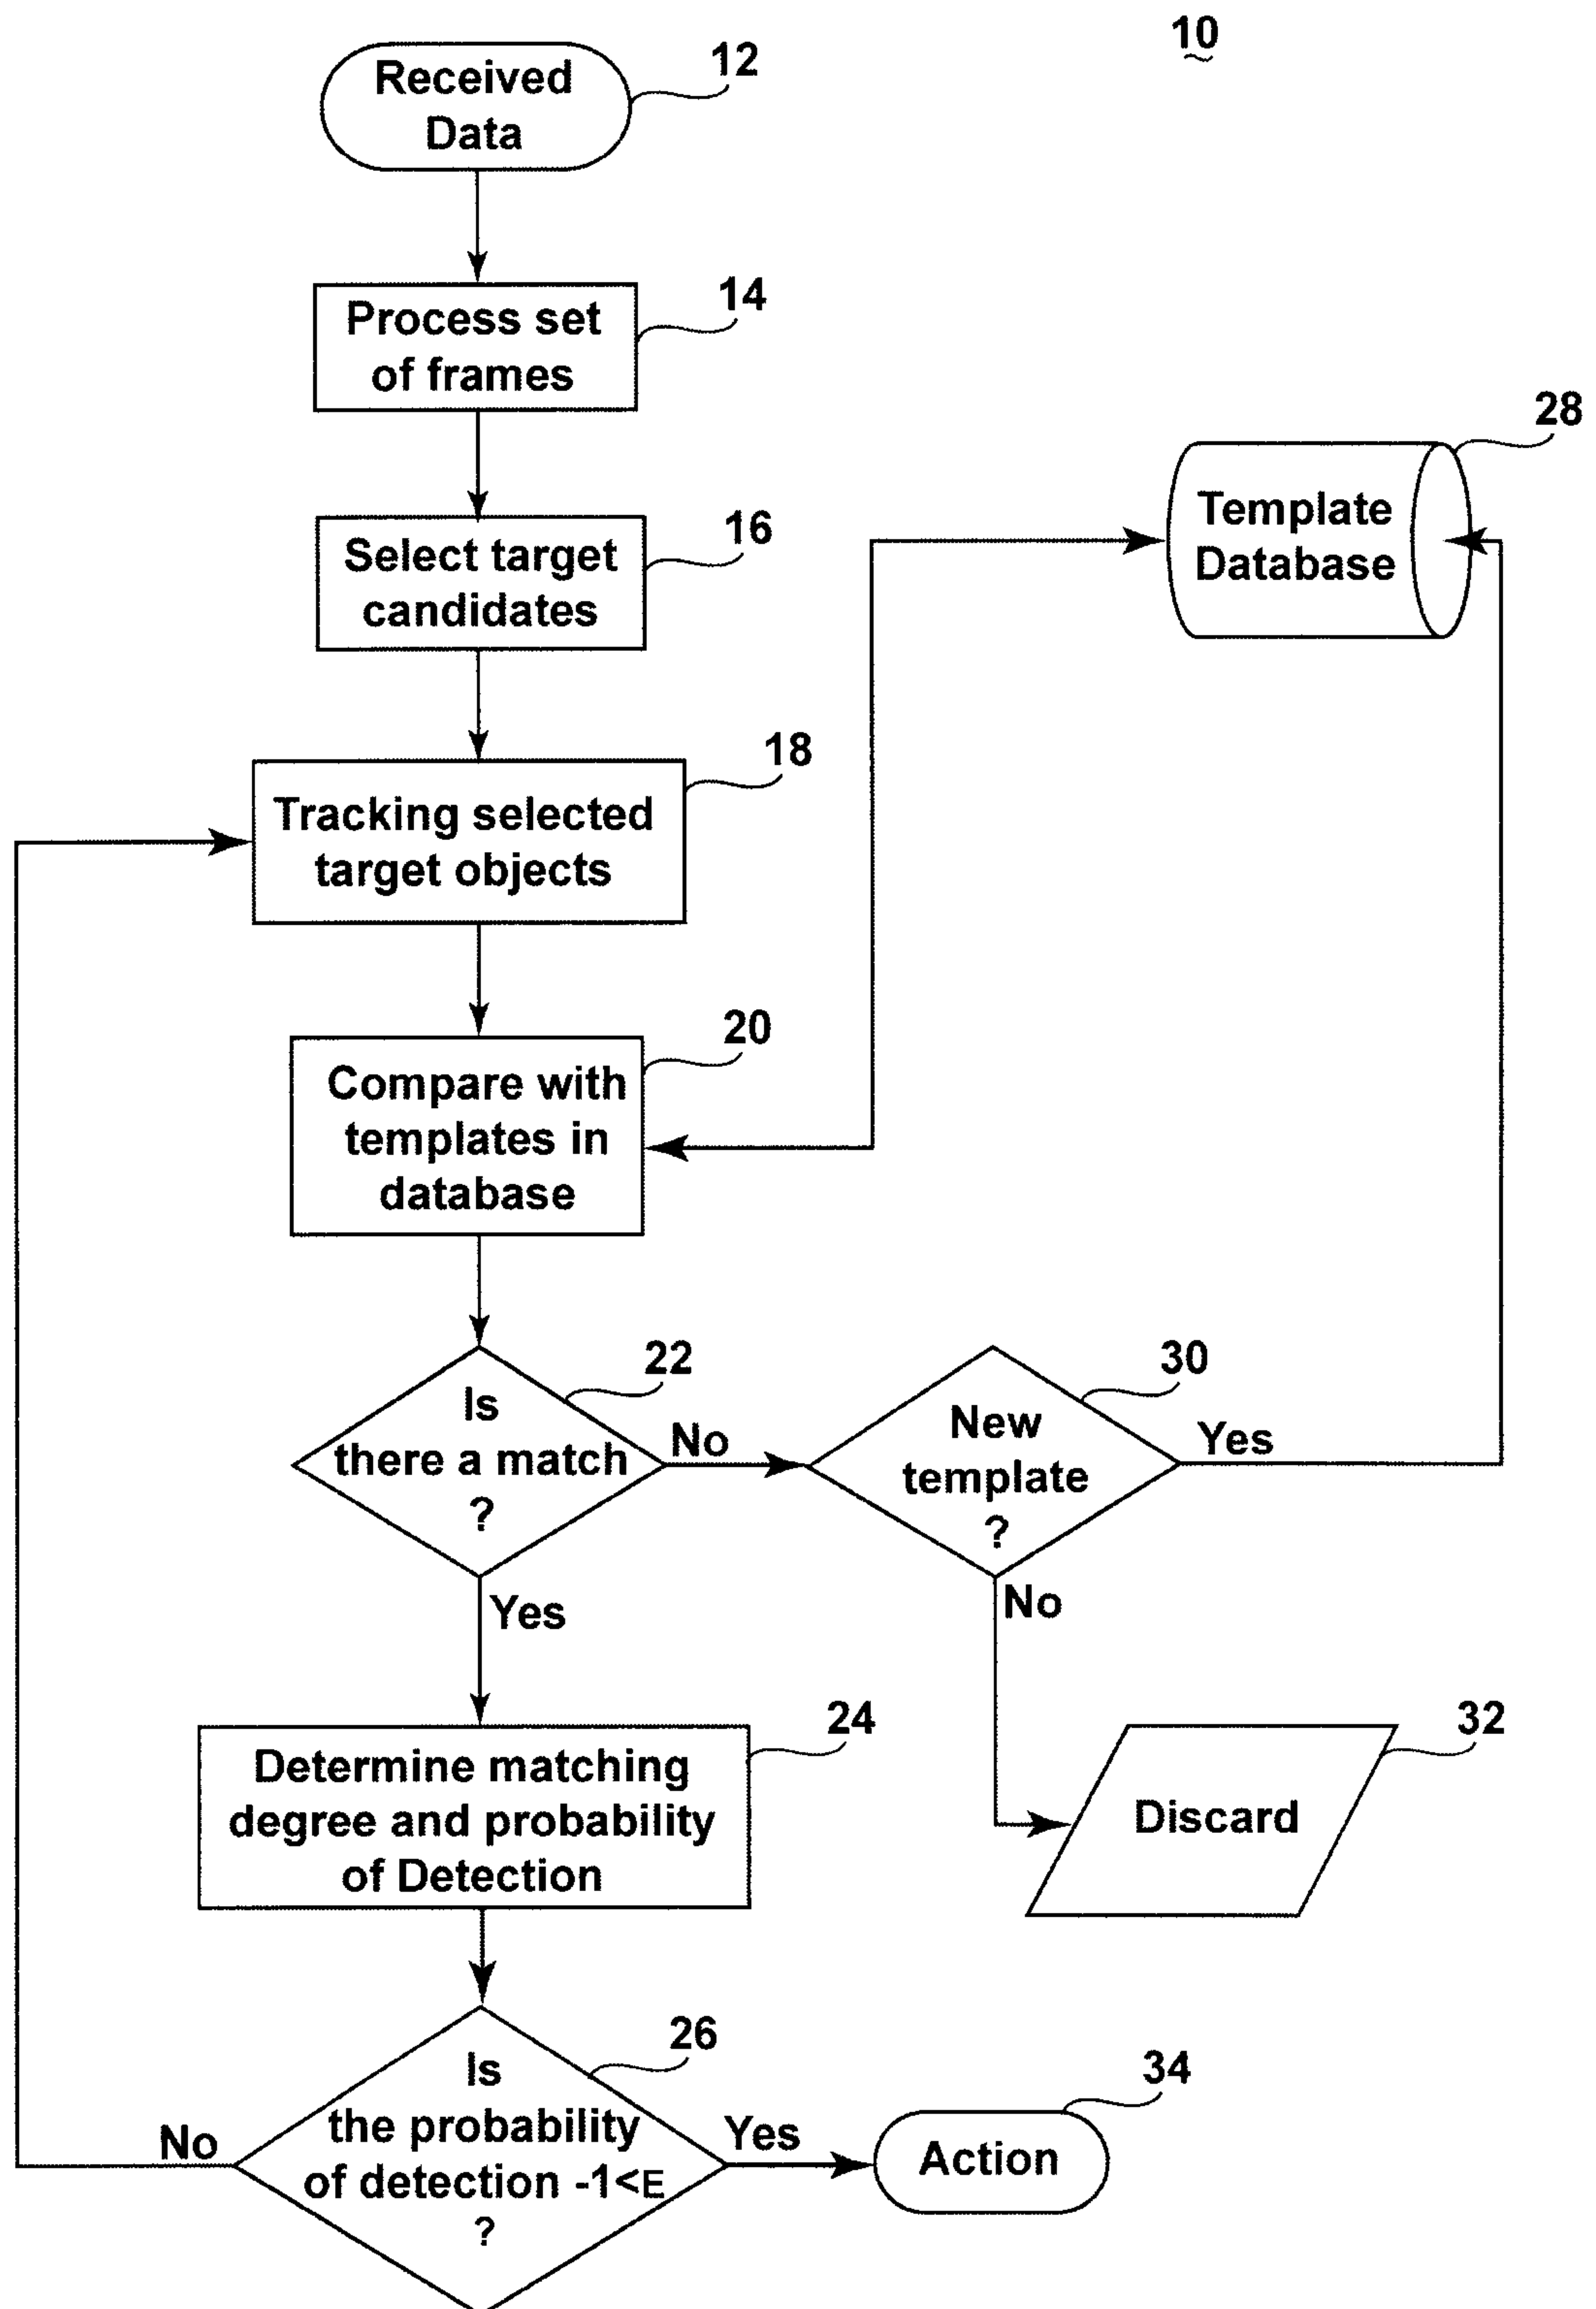 10
Received
Data
12
Process set
of frames
14
Select target
candidates
16
Template
Database
28
Tracking selected
target objects
18
Compare with
templates in
database
20
Is
there a match
?
22
No
Yes
New
template
?
30
Yes
No
Determine matching
degree and probability
of Detection
24
Discard
32
Is
the probability
of detection -1<E
?
26
No
Yes
Action
34